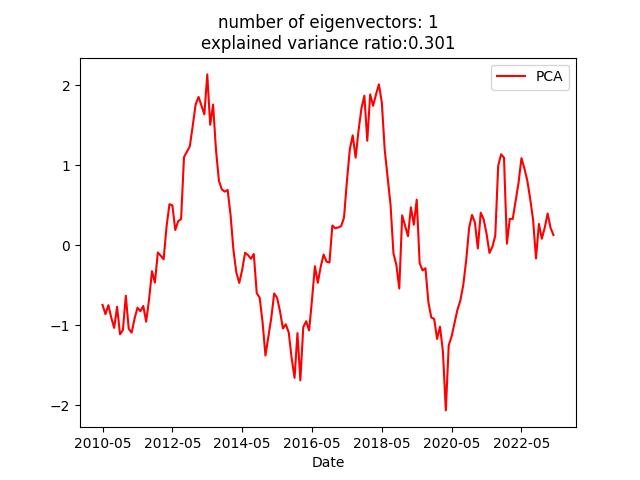 number of eigenvectors: 1
explained variance ratio:0.301
PCA
2
1
0
−1
−2
2010-05 2012-05 2014-05 2016-05 2018-05 2020-05 2022-05
Date